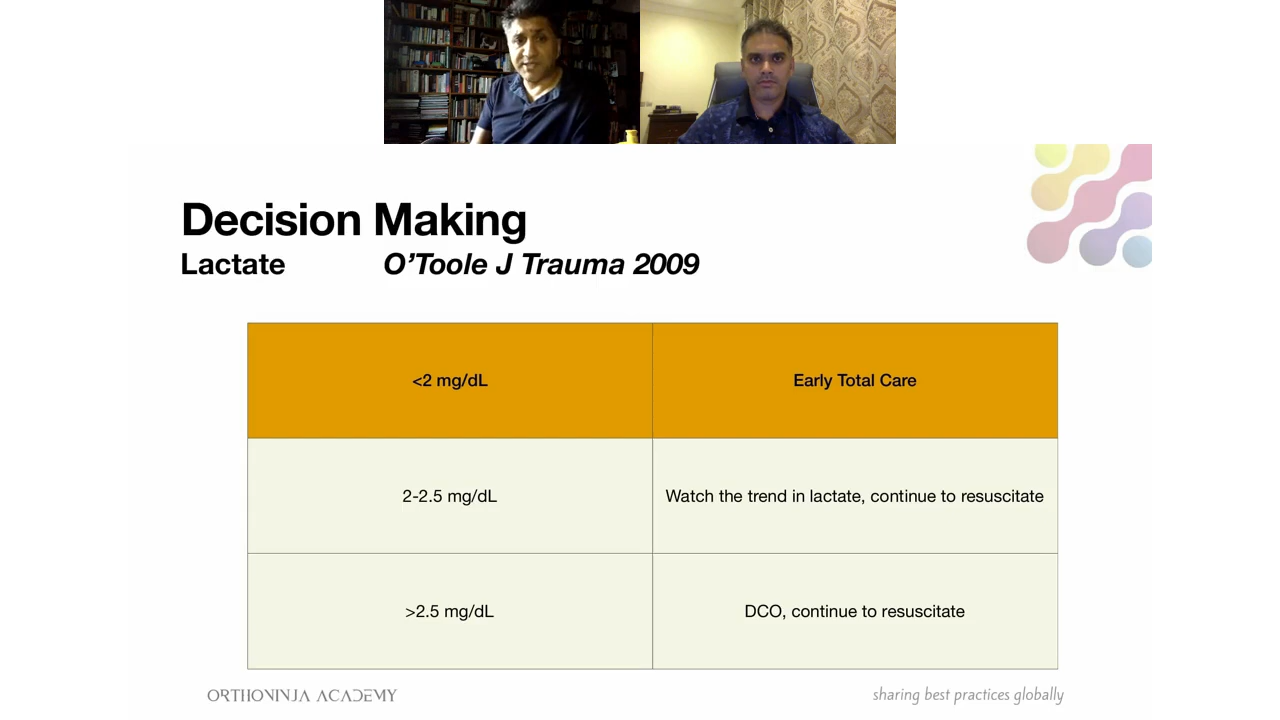 Decision Making
Lactate O’Toole J Trauma 2009
<2 mg/dL Early Total Care
2-2.5 mg/dL Watch the trend in lactate, continue to resuscitate
>2.5 mg/dL DCO, continue to resuscitate
ORTHONINJA ACADEMY sharing best practices globally